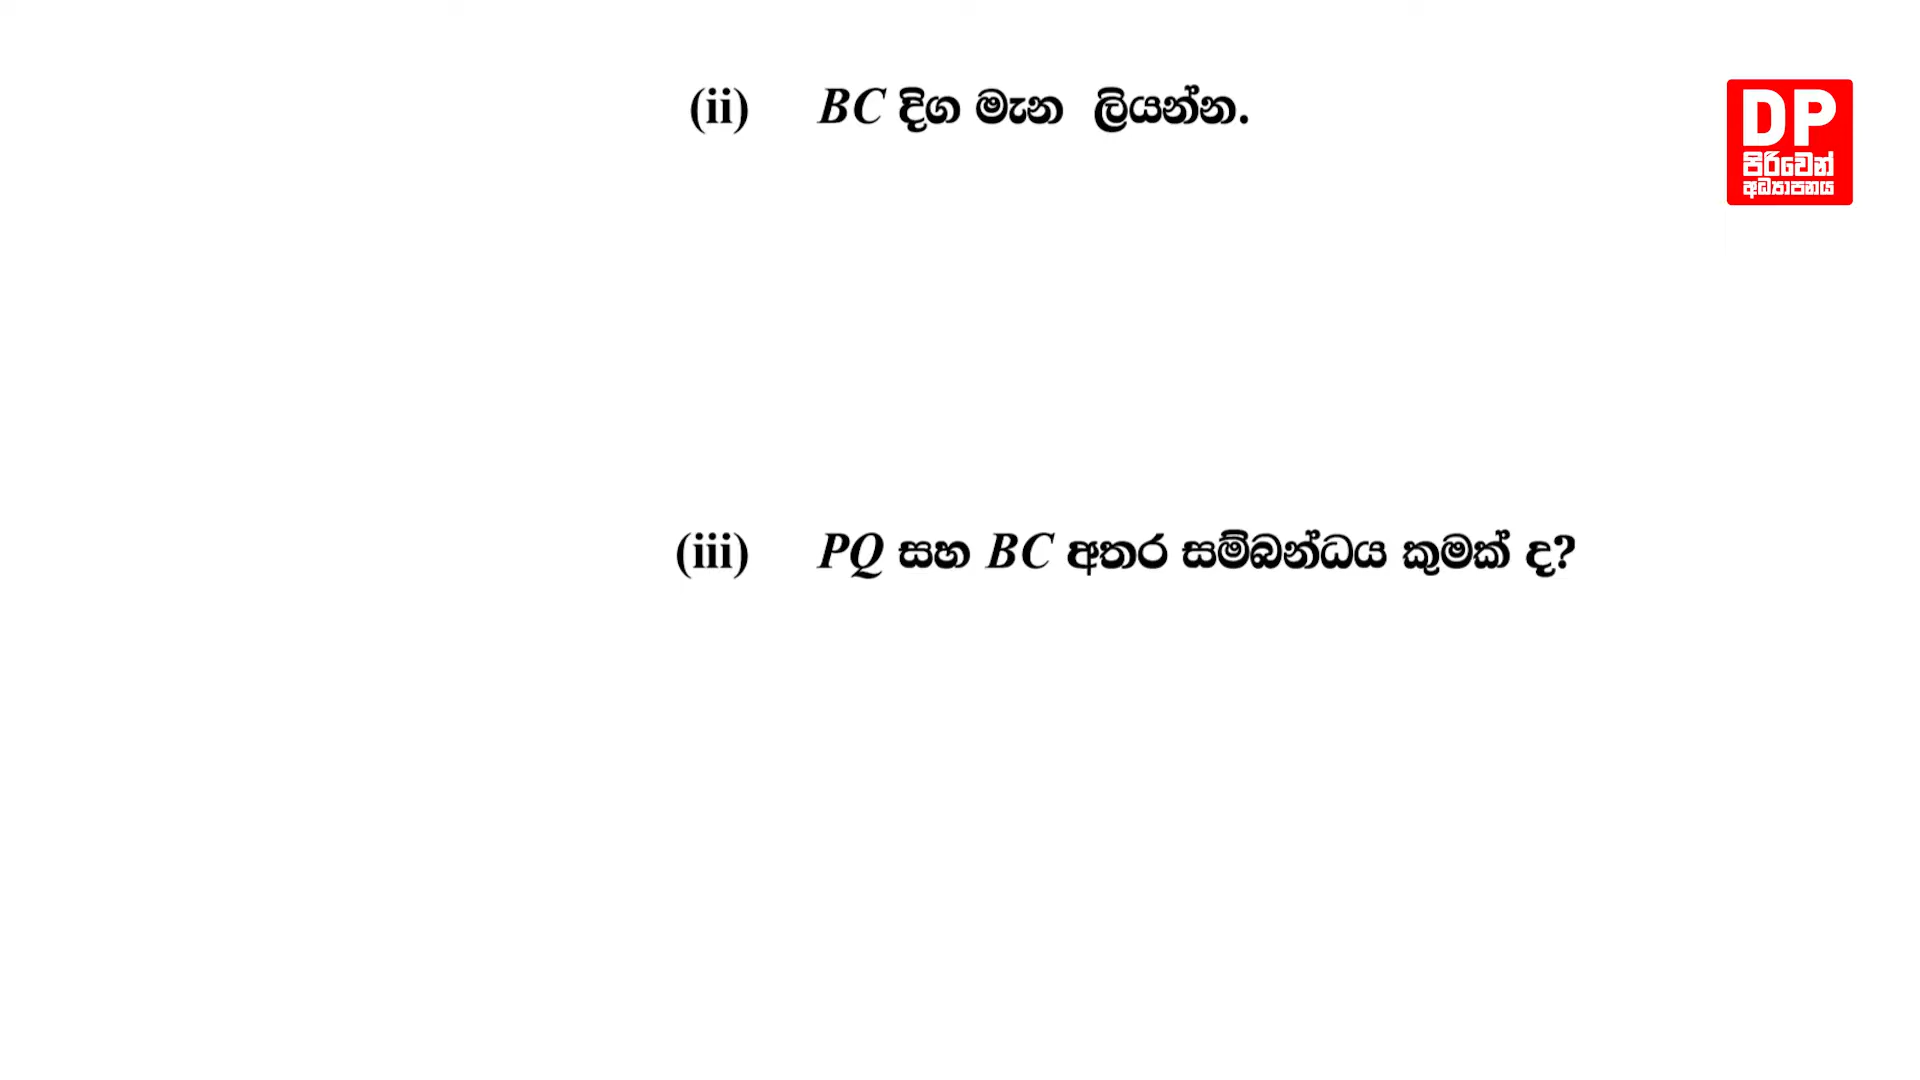 (ii) BC දිග මැන ලියන්න.
DP
පිරිවෙන්
අධ්‍යාපනය
(iii) PQ සහ BC අතර සම්බන්ධය කුමක් ද?